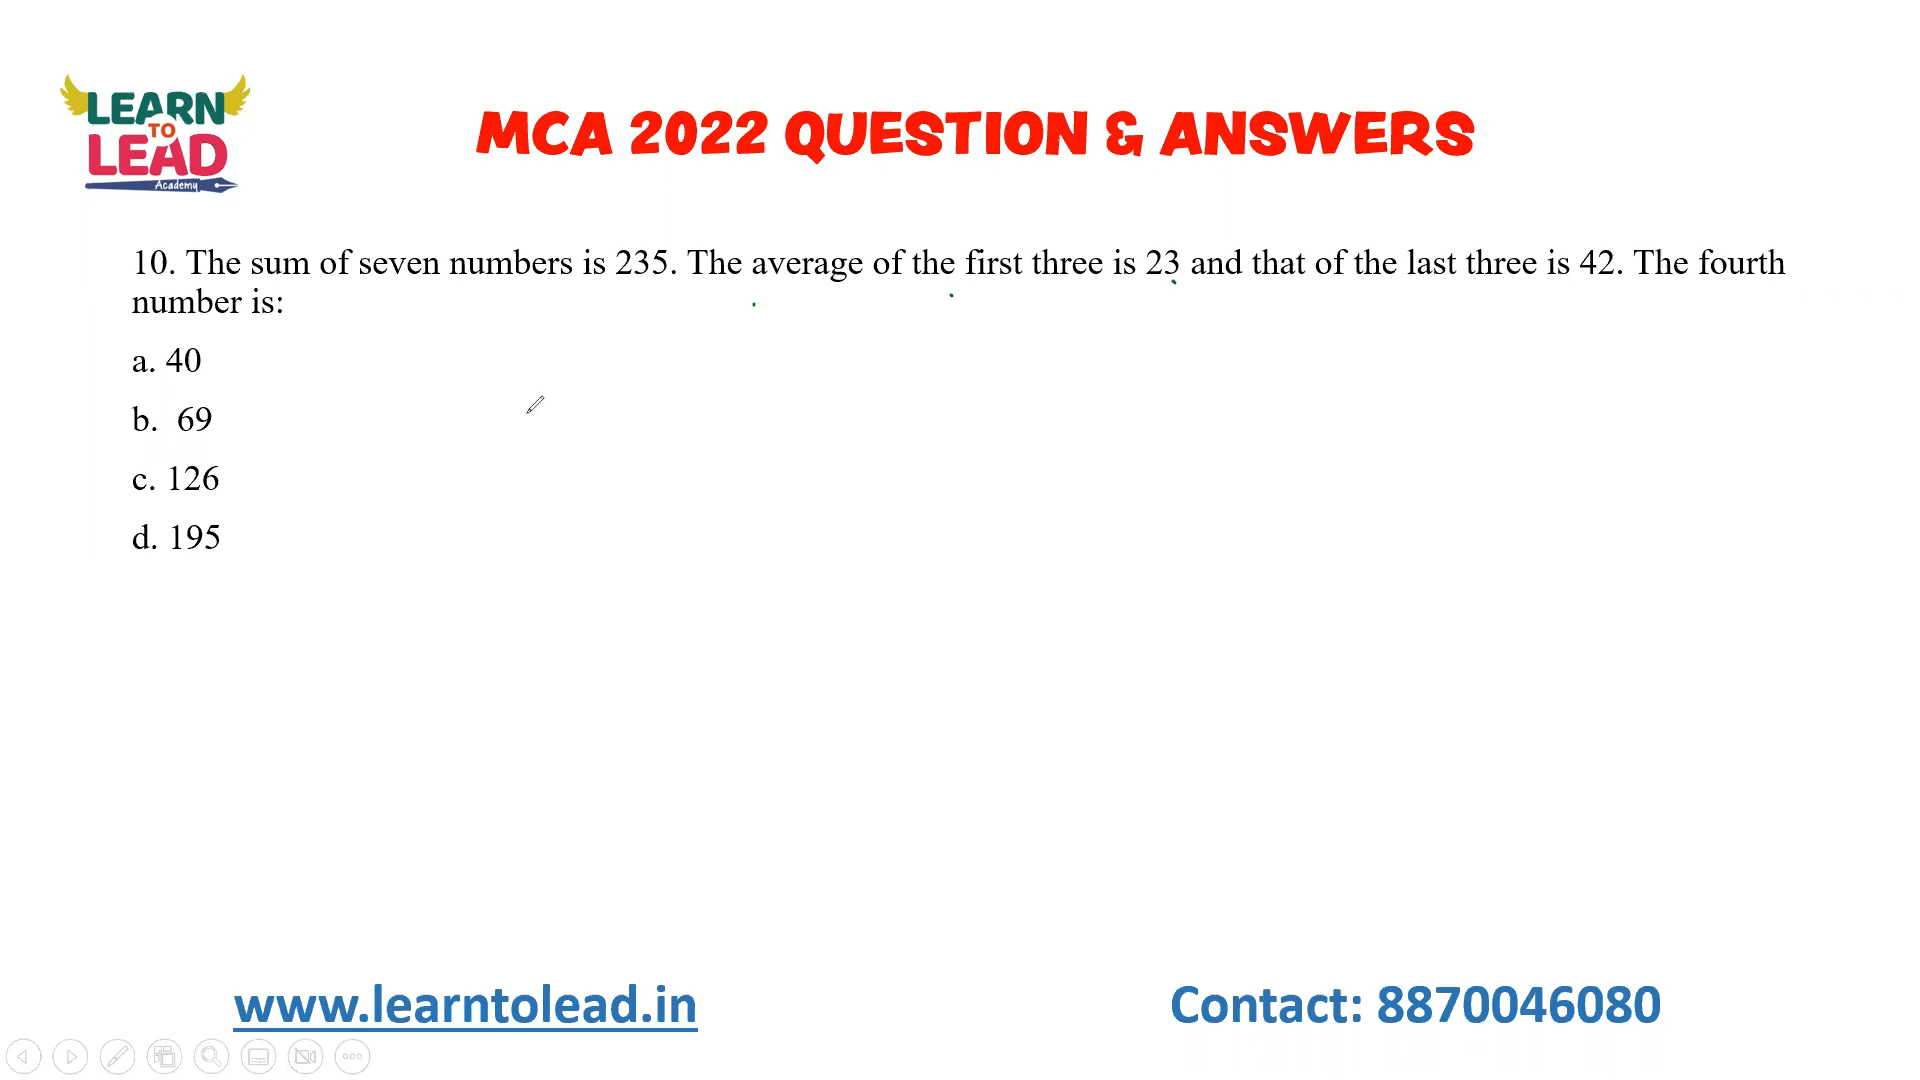 LEARN
TO
LEAD
Academy
MCA 2022 QUESTION & ANSWERS
10. The sum of seven numbers is 235. The average of the first three is 23 and that of the last three is 42. The fourth
number is:
a. 40
b. 69
c. 126
d. 195
www.learntolead.in
Contact: 8870046080